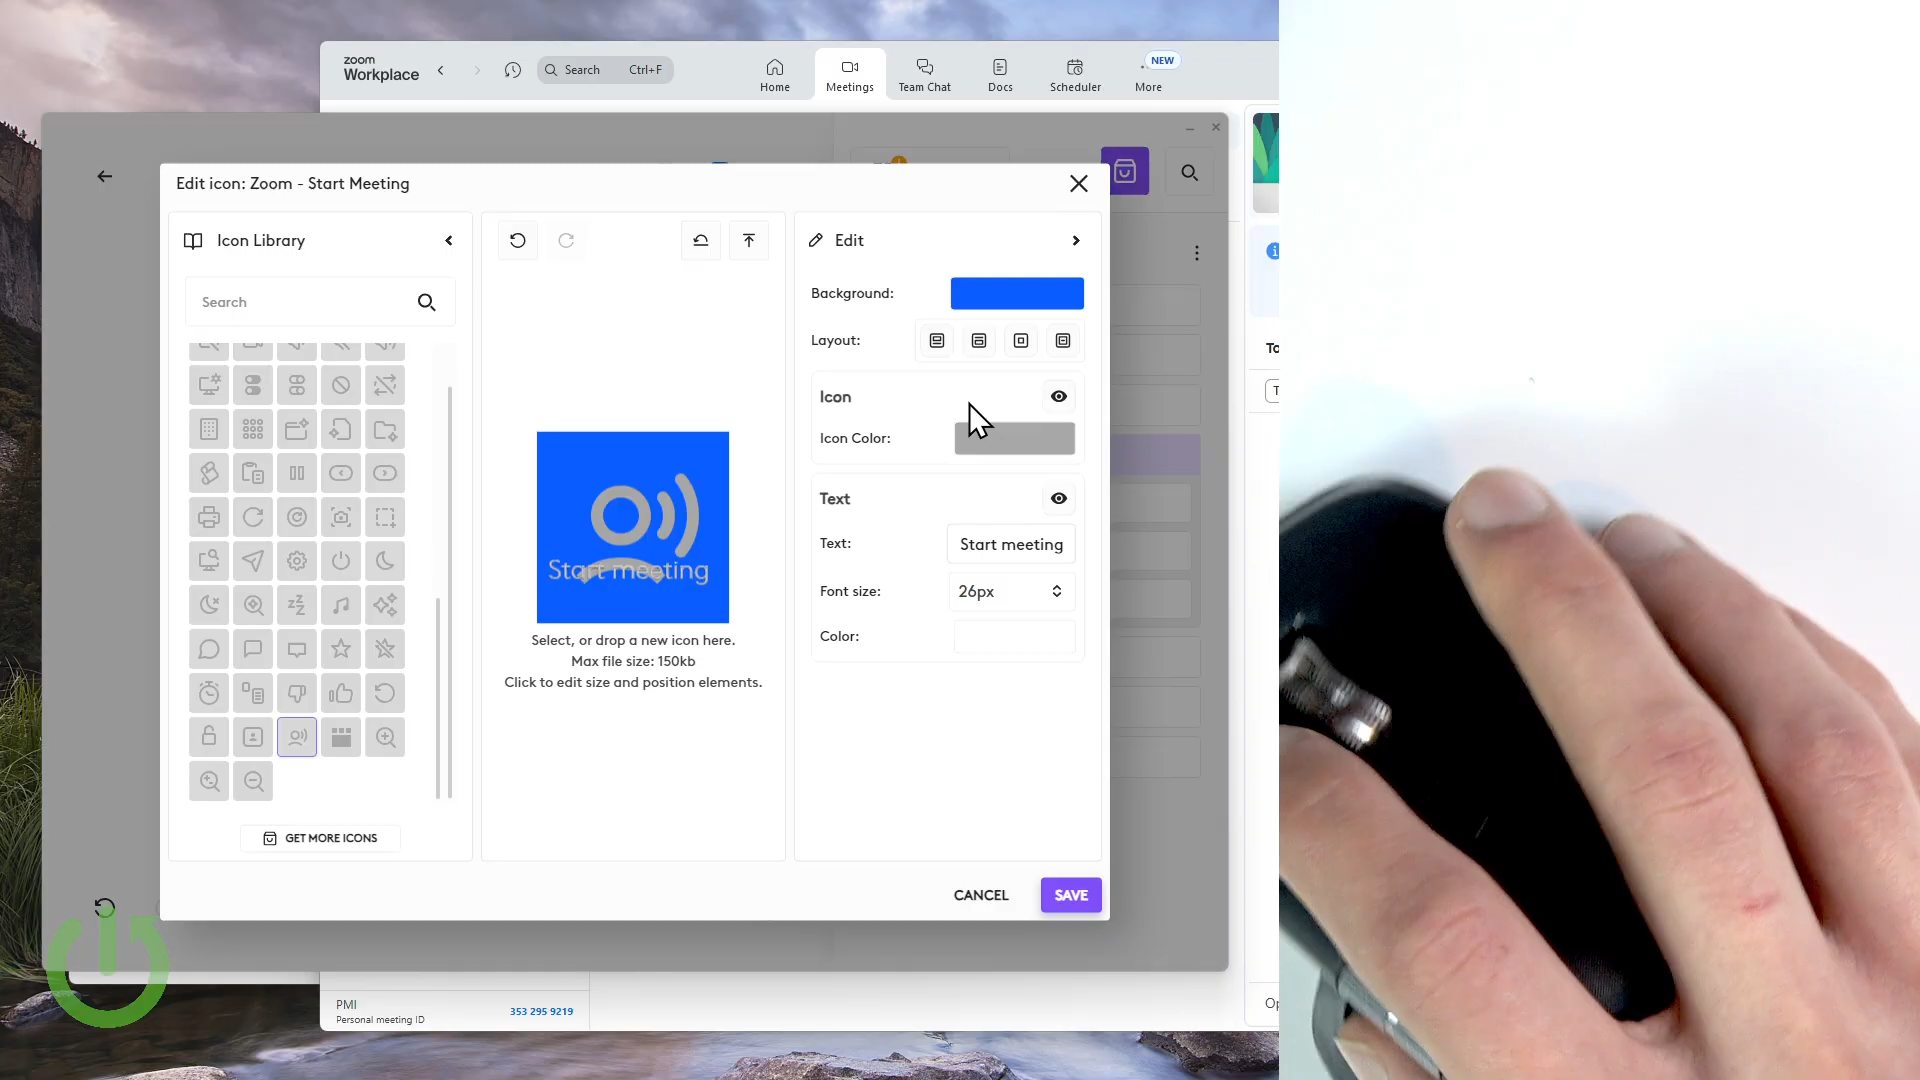 zoom
Workplace
Search
Ctrl+F
Home
Meetings
Team Chat
Docs
Scheduler
NEW
More
Edit icon: Zoom - Start Meeting
Icon Library
Search
GET MORE ICONS
Start meeting
Select, or drop a new icon here.
Max file size: 150kb
Click to edit size and position elements.
Edit
Background:
Layout:
Icon
Icon Color:
Text
Text:
Start meeting
Font size:
26px
Color:
CANCEL
SAVE
PMI
Personal meeting ID
353 295 9219